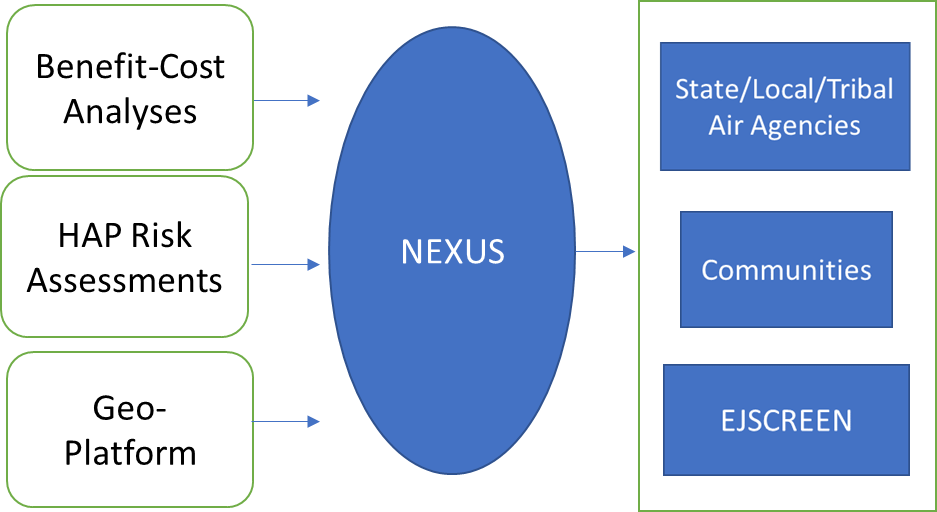 Benefit-Cost
Analyses
HAP Risk
Assessments
Geo-
Platform
NEXUS
State/Local/Tribal
Air Agencies
Communities
EJSCREEN